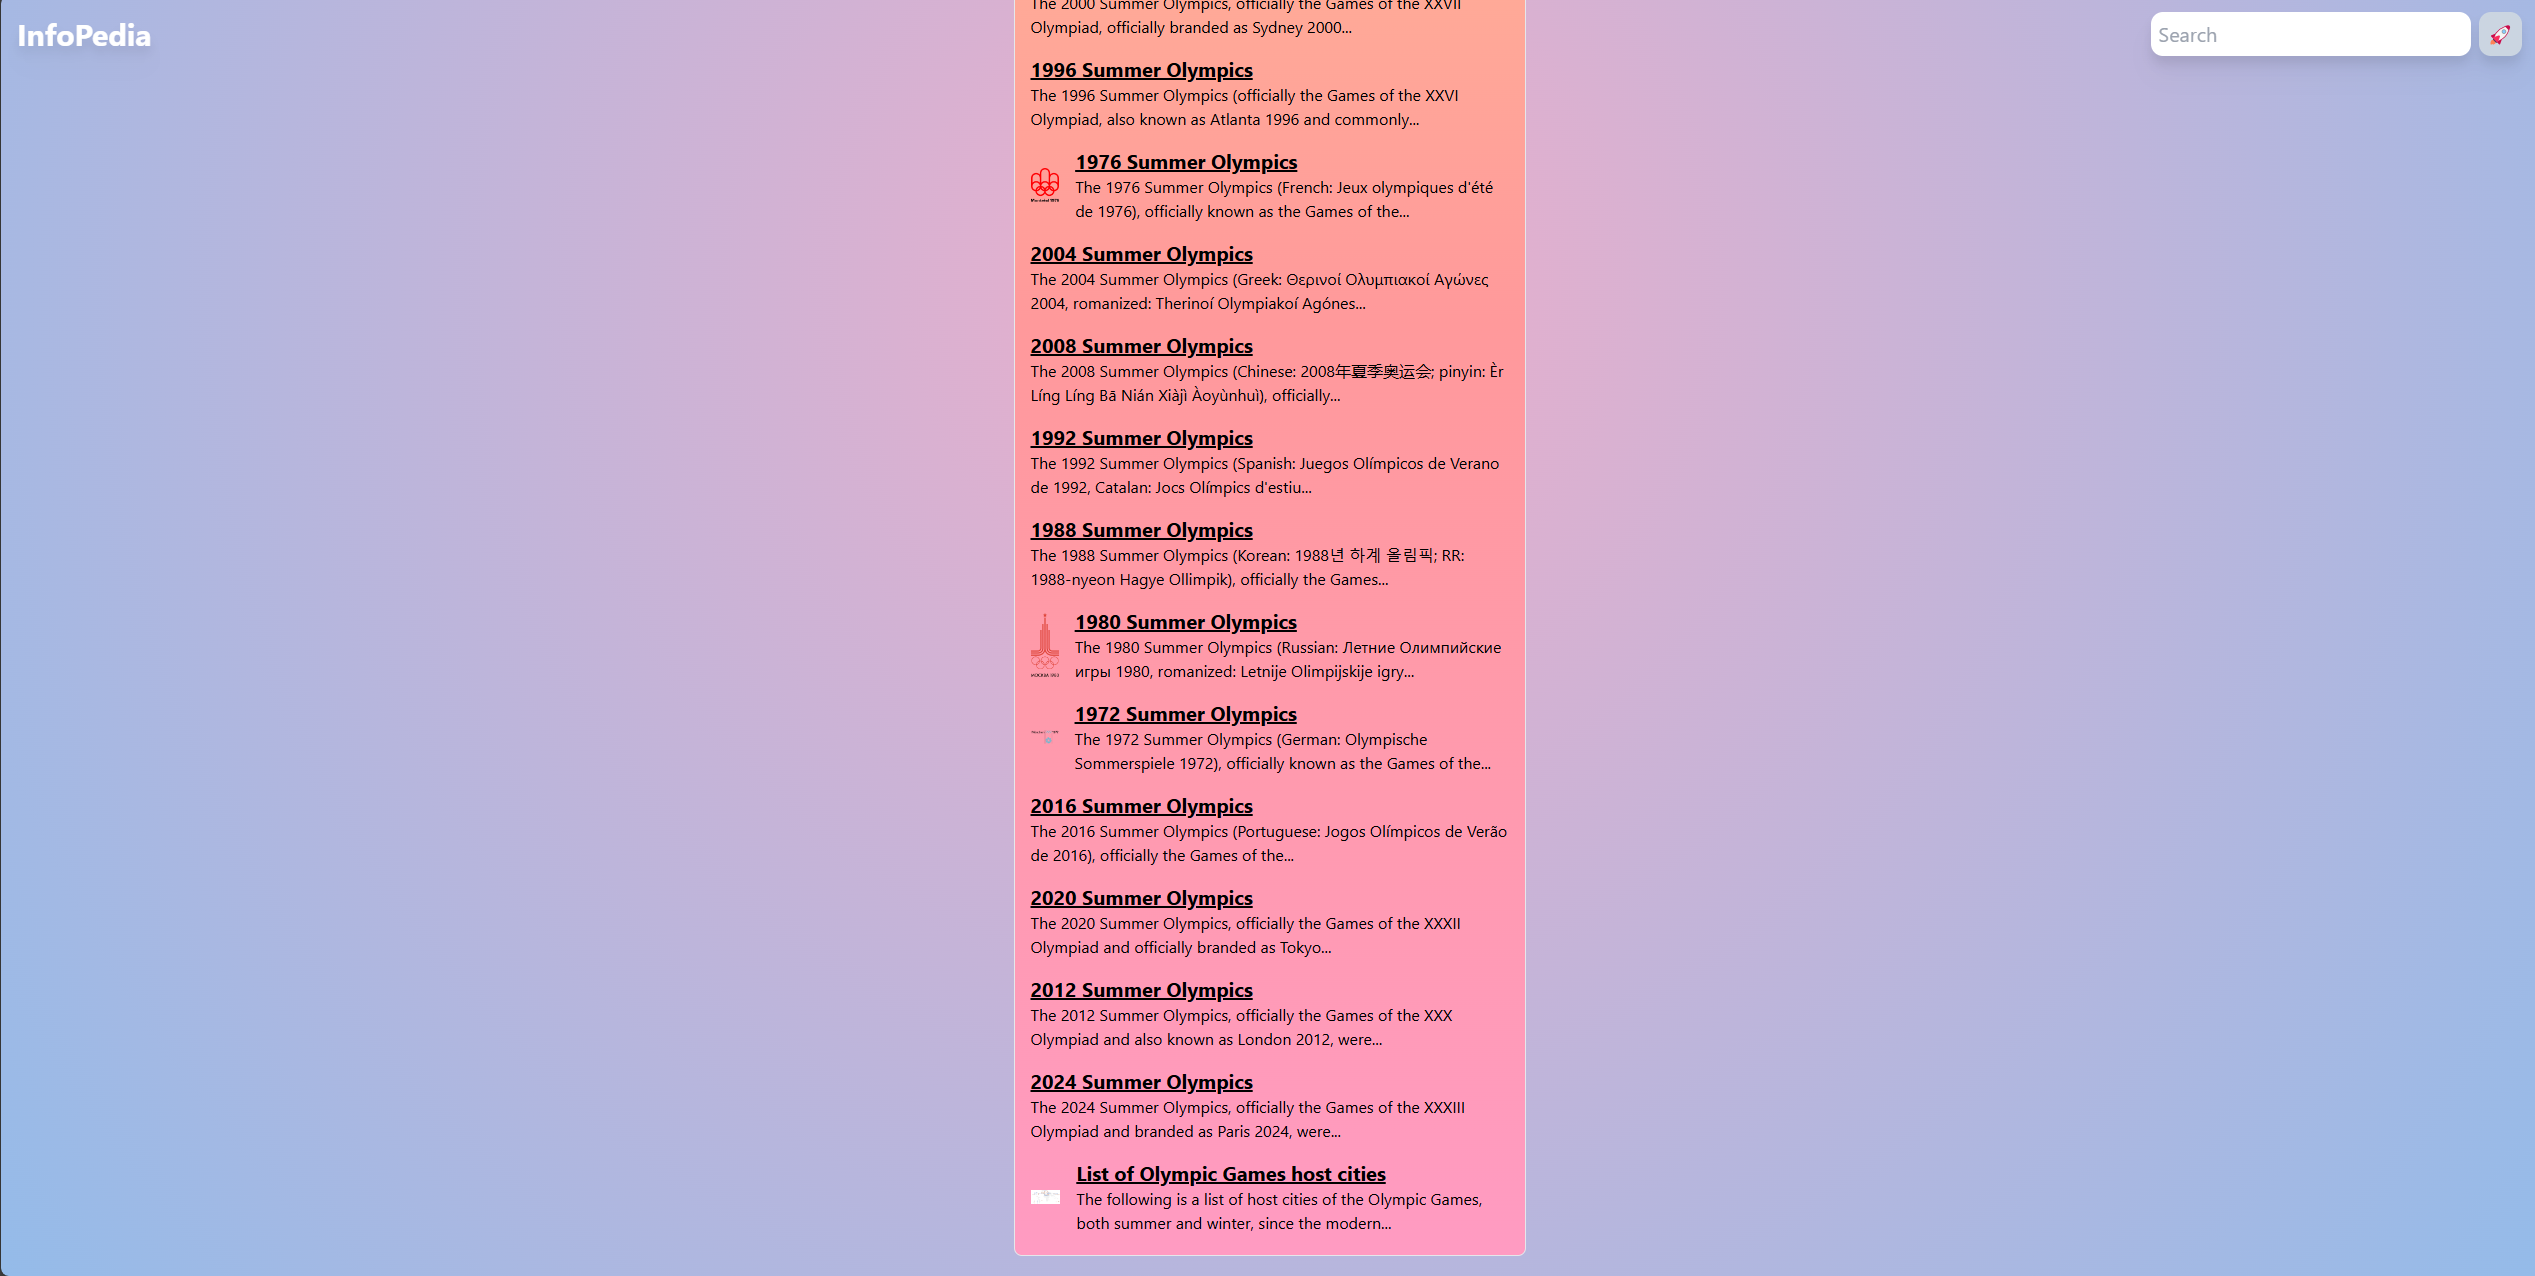 InfoPedia
Search
The 2000 Summer Olympics, officially the Games of the XXVII
Olympiad, officially branded as Sydney 2000...
1996 Summer Olympics
The 1996 Summer Olympics (officially the Games of the XXVI
Olympiad, also known as Atlanta 1996 and commonly...
Montréal 1976
1976 Summer Olympics
The 1976 Summer Olympics (French: Jeux olympiques d'été
de 1976), officially known as the Games of the...
2004 Summer Olympics
The 2004 Summer Olympics (Greek: Θερινοί Ολυμπιακοί Αγώνες
2004, romanized: Therinoí Olympiakoí Agónes...
2008 Summer Olympics
The 2008 Summer Olympics (Chinese: 2008年夏季奥运会; pinyin: Èr
Líng Líng Bā Nián Xiàjì Àoyùnhuì), officially...
1992 Summer Olympics
The 1992 Summer Olympics (Spanish: Juegos Olímpicos de Verano
de 1992, Catalan: Jocs Olímpics d'estiu...
1988 Summer Olympics
The 1988 Summer Olympics (Korean: 1988년 하계 올림픽; RR:
1988-nyeon Hagye Ollimpik), officially the Games...
1980 Summer Olympics
The 1980 Summer Olympics (Russian: Летние Олимпийские
игры 1980, romanized: Letnije Olimpijskije igry...
1972 Summer Olympics
The 1972 Summer Olympics (German: Olympische
Sommerspiele 1972), officially known as the Games of the...
2016 Summer Olympics
The 2016 Summer Olympics (Portuguese: Jogos Olímpicos de Verão
de 2016), officially the Games of the...
2020 Summer Olympics
The 2020 Summer Olympics, officially the Games of the XXXII
Olympiad and officially branded as Tokyo...
2012 Summer Olympics
The 2012 Summer Olympics, officially the Games of the XXX
Olympiad and also known as London 2012, were...
2024 Summer Olympics
The 2024 Summer Olympics, officially the Games of the XXXIII
Olympiad and branded as Paris 2024, were...
List of Olympic Games host cities
The following is a list of host cities of the Olympic Games,
both summer and winter, since the modern...